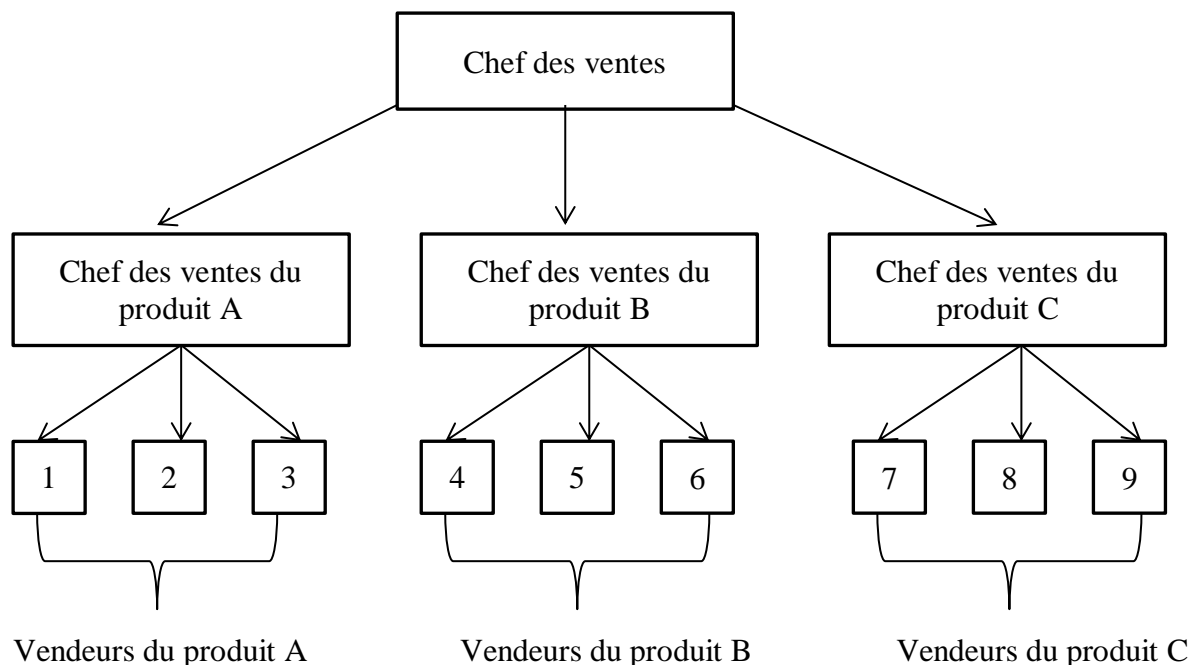 Chef des ventes
Chef des ventes du
produit A
Chef des ventes du
produit B
Chef des ventes du
produit C
1
2
3
4
5
6
7
8
9
Vendeurs du produit A
Vendeurs du produit B
Vendeurs du produit C